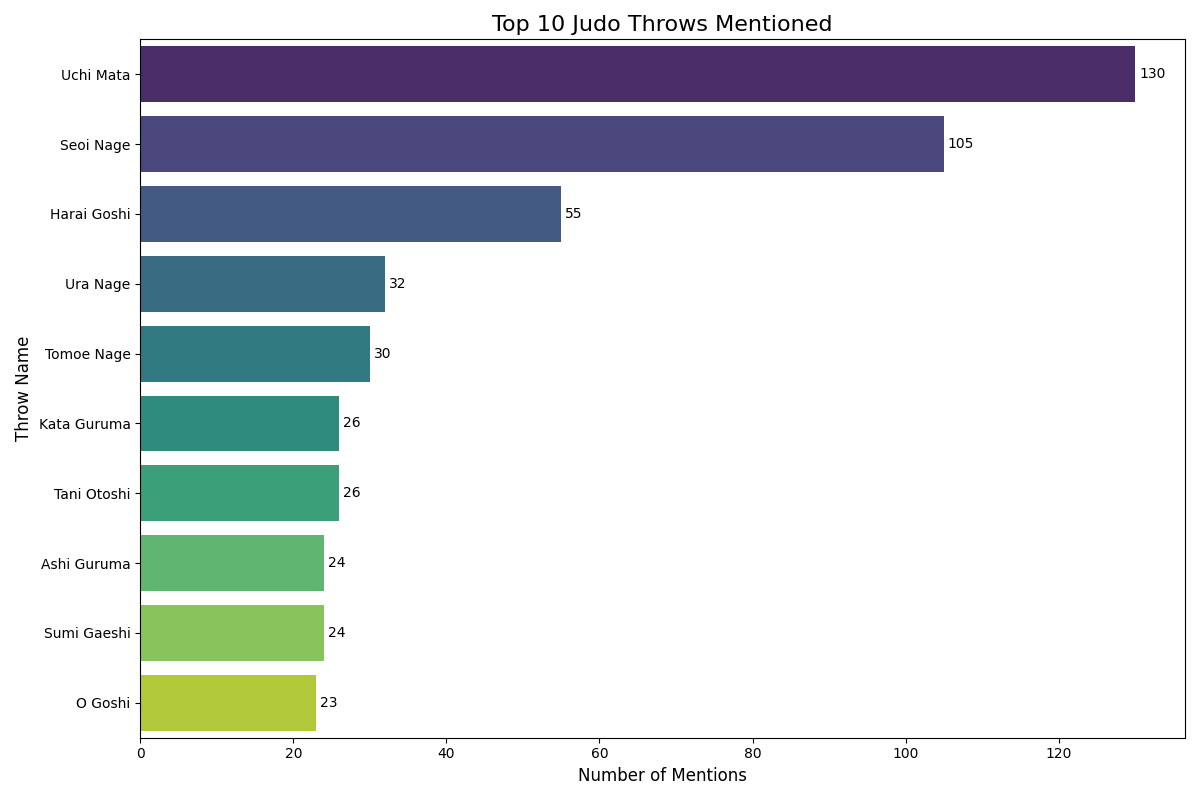 Top 10 Judo Throws Mentioned
Throw Name
Uchi Mata 130
Seoi Nage 105
Harai Goshi 55
Ura Nage 32
Tomoe Nage 30
Kata Guruma 26
Tani Otoshi 26
Ashi Guruma 24
Sumi Gaeshi 24
O Goshi 23
0 20 40 60 80 100 120
Number of Mentions